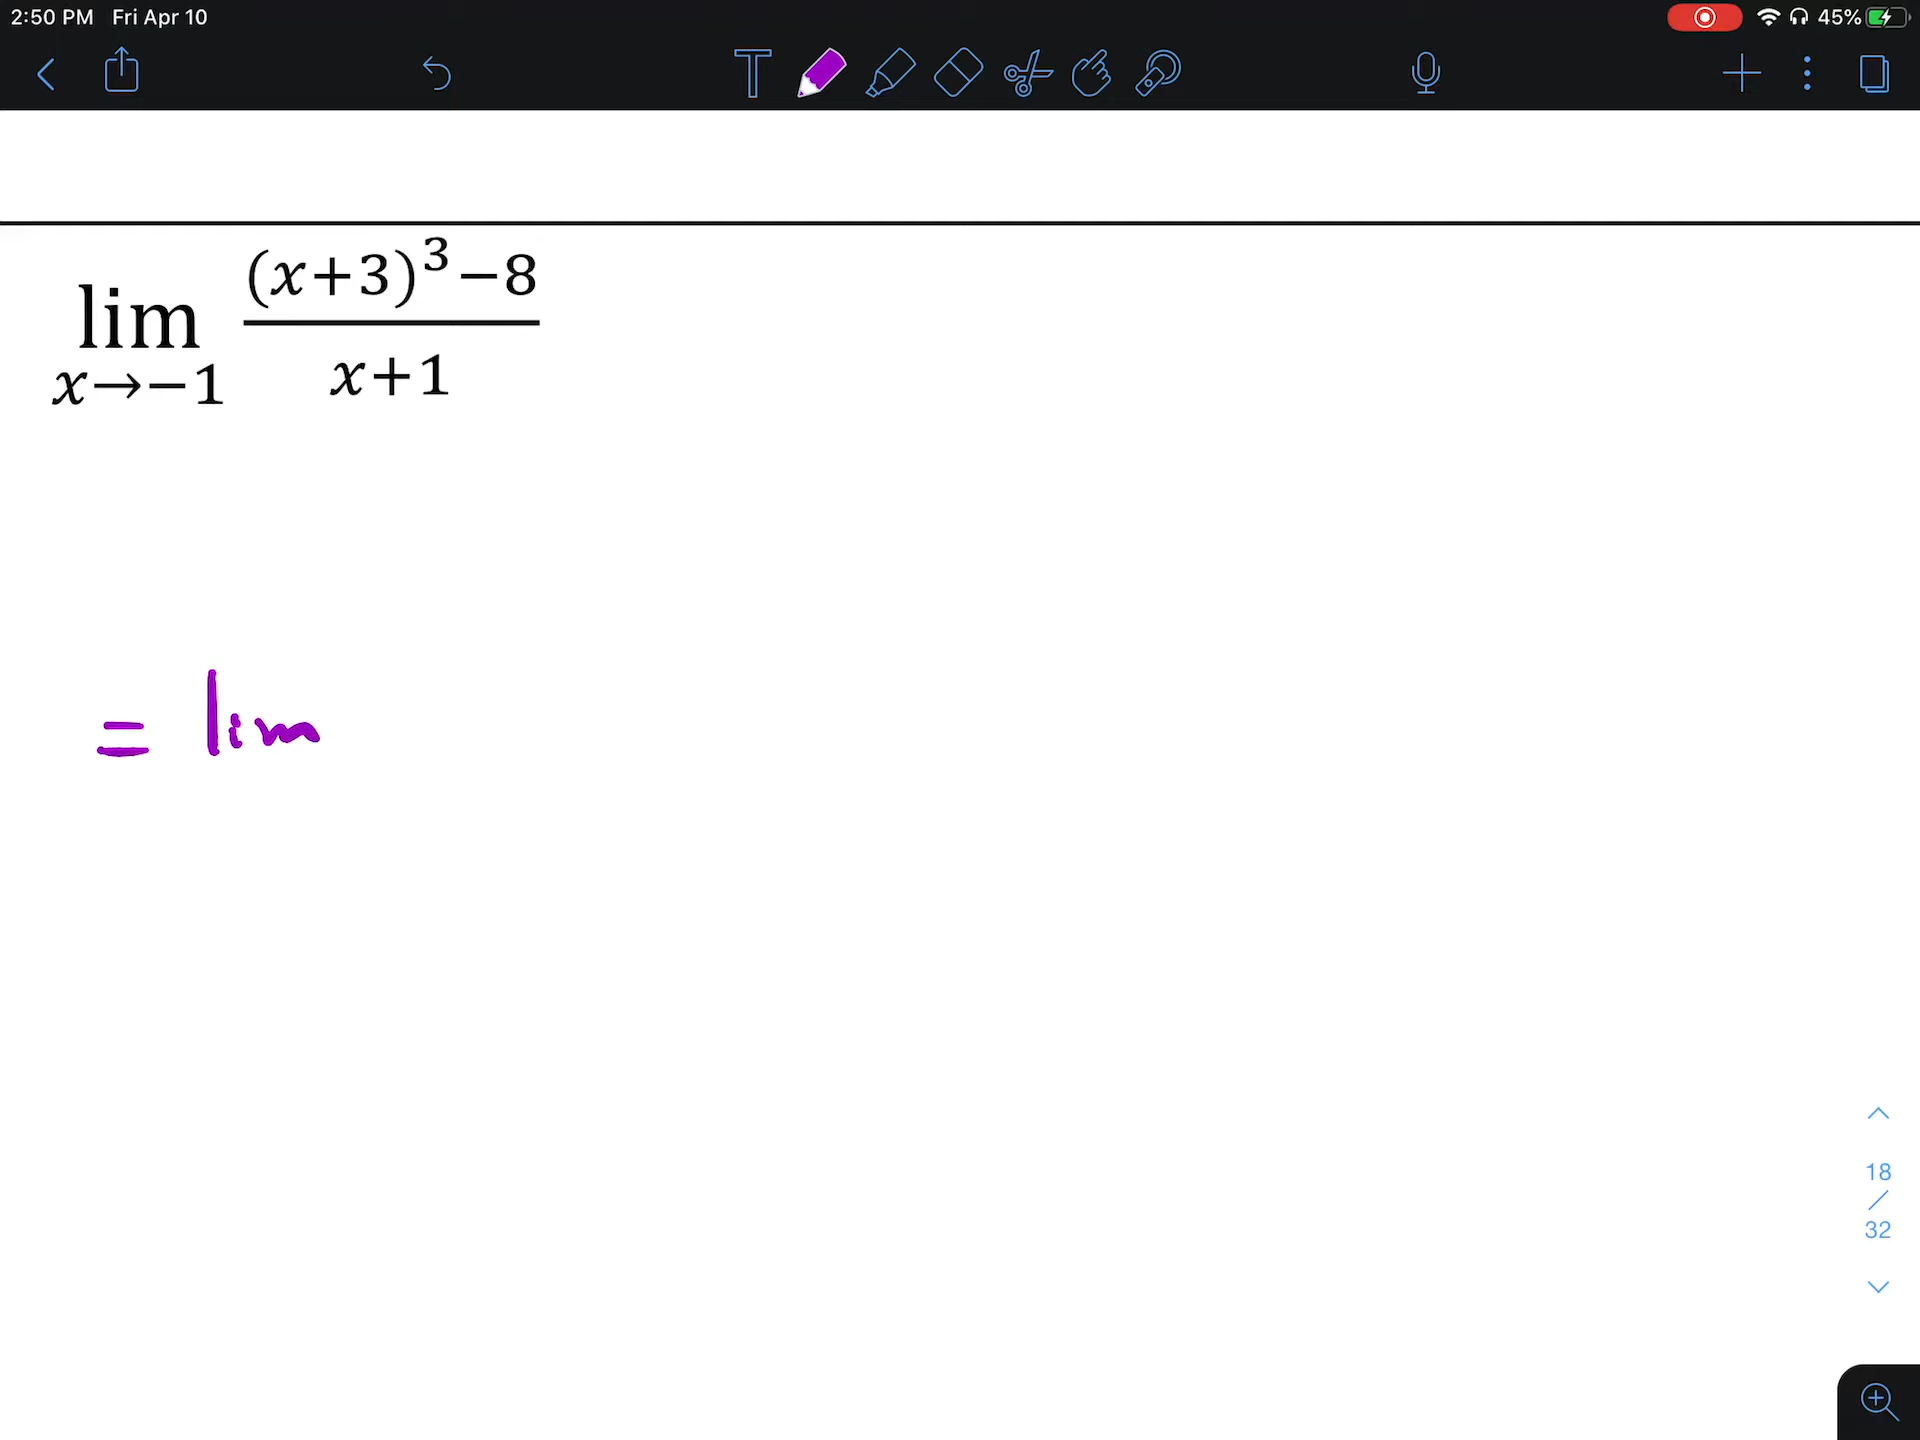 2:50 PM Fri Apr 10 45%
T
lim x→−1 (x+3)³−8 / x+1
= lim
18
/
32